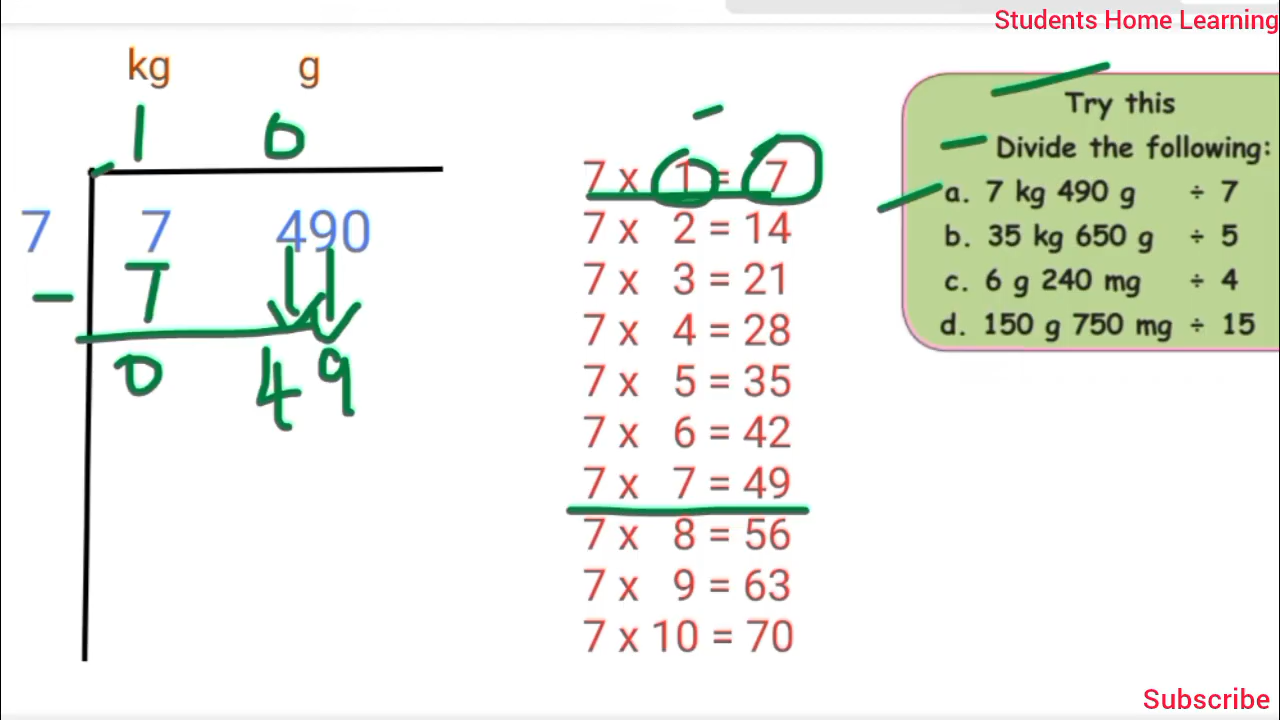 Students Home Learning
kg g
1 0
7 7 490
- 7
0 49
7 x 1 = 7
7 x 2 = 14
7 x 3 = 21
7 x 4 = 28
7 x 5 = 35
7 x 6 = 42
7 x 7 = 49
7 x 8 = 56
7 x 9 = 63
7 x 10 = 70
Try this
Divide the following:
a. 7 kg 490 g ÷ 7
b. 35 kg 650 g ÷ 5
c. 6 g 240 mg ÷ 4
d. 150 g 750 mg ÷ 15
Subscribe